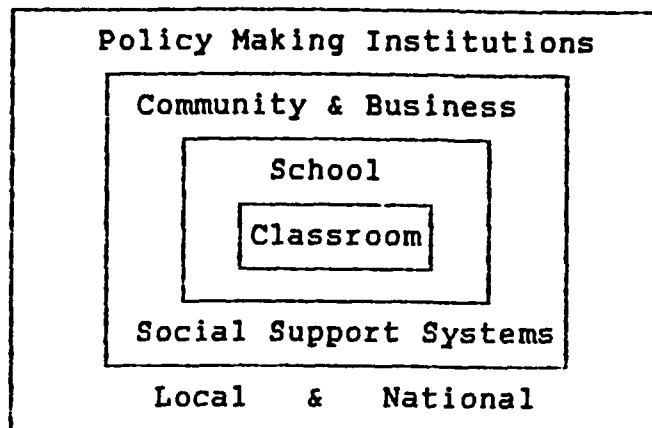 Policy Making Institutions
Community & Business
School
Classroom
Social Support Systems
Local & National